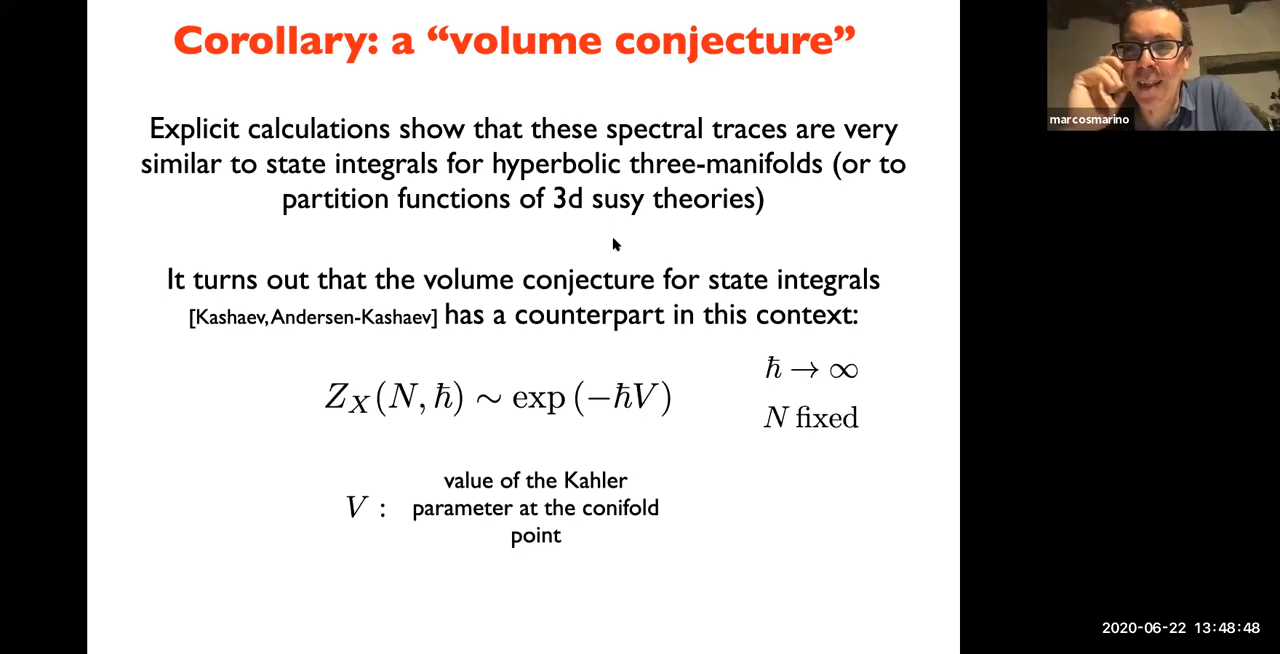 Corollary: a “volume conjecture”
marcosmarino
Explicit calculations show that these spectral traces are very
similar to state integrals for hyperbolic three-manifolds (or to
partition functions of 3d susy theories)
It turns out that the volume conjecture for state integrals
[Kashaev, Andersen-Kashaev] has a counterpart in this context:
ℏ → ∞
Z_X(N, ℏ) ∼ exp (−ℏV)
N fixed
value of the Kahler
V : parameter at the conifold
point
2020-06-22 13:48:48